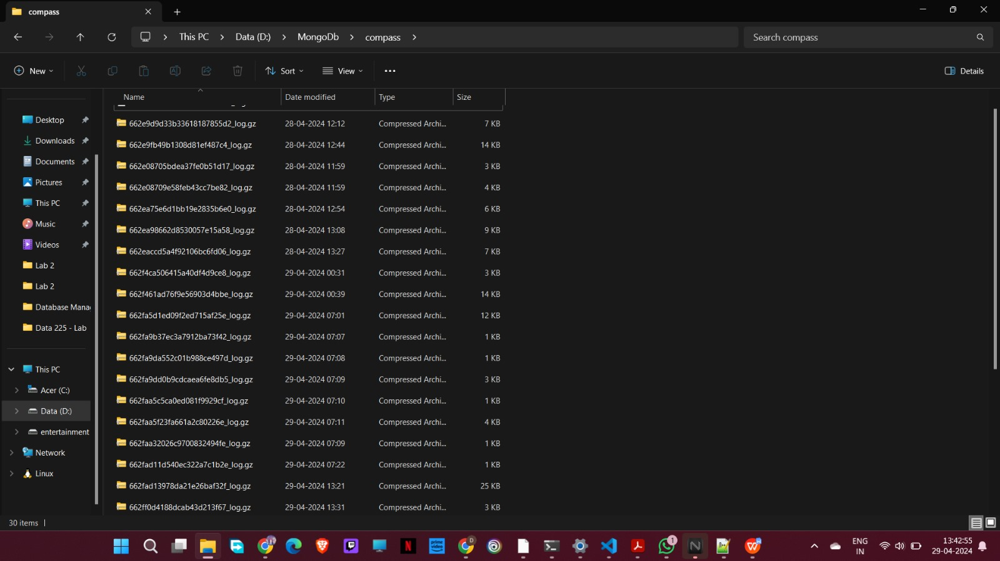 compass
This PC
Data (D:)
MongoDb
compass
Search compass
New
Sort
View
Details
Name Date modified Type Size
Desktop
Downloads
Documents
Pictures
This PC
Music
Videos
Lab 2
Lab 2
Database Mana
Data 225 - Lab
This PC
Acer (C:)
Data (D:)
entertainment
Network
Linux
662e9d9d33b33618187855d2_log.gz 28-04-2024 12:12 Compressed Archi... 7 KB
662e9fb49b1308d81ef487c4_log.gz 28-04-2024 12:44 Compressed Archi... 14 KB
662e08705bdea37fe0b51d17_log.gz 28-04-2024 11:59 Compressed Archi... 3 KB
662e08709e58feb43cc7be82_log.gz 28-04-2024 11:59 Compressed Archi... 4 KB
662ea75e6d1bb19e2835b6e0_log.gz 28-04-2024 12:54 Compressed Archi... 6 KB
662ea98662d8530057e15a58_log.gz 28-04-2024 13:08 Compressed Archi... 9 KB
662eaccd5a4f92106bc6fd06_log.gz 28-04-2024 13:27 Compressed Archi... 7 KB
662f4ca506415a40df4d9ce8_log.gz 29-04-2024 00:31 Compressed Archi... 3 KB
662f461ad76f9e56903d4bbe_log.gz 29-04-2024 00:39 Compressed Archi... 14 KB
662fa5d1ed09f2ed715af25e_log.gz 29-04-2024 07:01 Compressed Archi... 12 KB
662fa9b37ec3a7912ba73f42_log.gz 29-04-2024 07:07 Compressed Archi... 1 KB
662fa9da552c01b988ce497d_log.gz 29-04-2024 07:08 Compressed Archi... 1 KB
662fa9dd0b9cdcaea6fe8db5_log.gz 29-04-2024 07:09 Compressed Archi... 3 KB
662faa5c5ca0ed081f9929cf_log.gz 29-04-2024 07:10 Compressed Archi... 1 KB
662faa5f23fa661a2c80226e_log.gz 29-04-2024 07:11 Compressed Archi... 4 KB
662faa32026c9700832494fe_log.gz 29-04-2024 07:09 Compressed Archi... 1 KB
662fad11d540ec322a7c1b2e_log.gz 29-04-2024 07:22 Compressed Archi... 1 KB
662fad13978da21e26baf32f_log.gz 29-04-2024 13:21 Compressed Archi... 25 KB
662ff0d4188dcab43d213f67_log.gz 29-04-2024 13:31 Compressed Archi... 3 KB
30 items
prime video
D
1
ENG
IN
13:42:55
29-04-2024